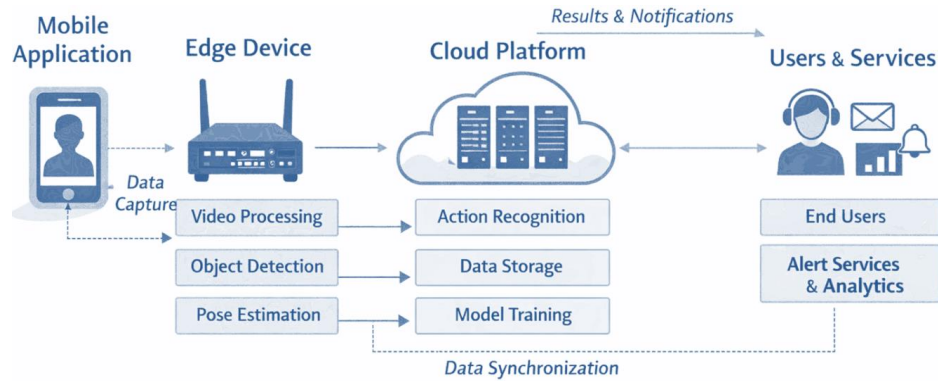 Mobile
Application
Edge Device
Cloud Platform
Results & Notifications
Users & Services
Data
Capture
Video Processing
Action Recognition
End Users
Object Detection
Data Storage
Alert Services
& Analytics
Pose Estimation
Model Training
Data Synchronization